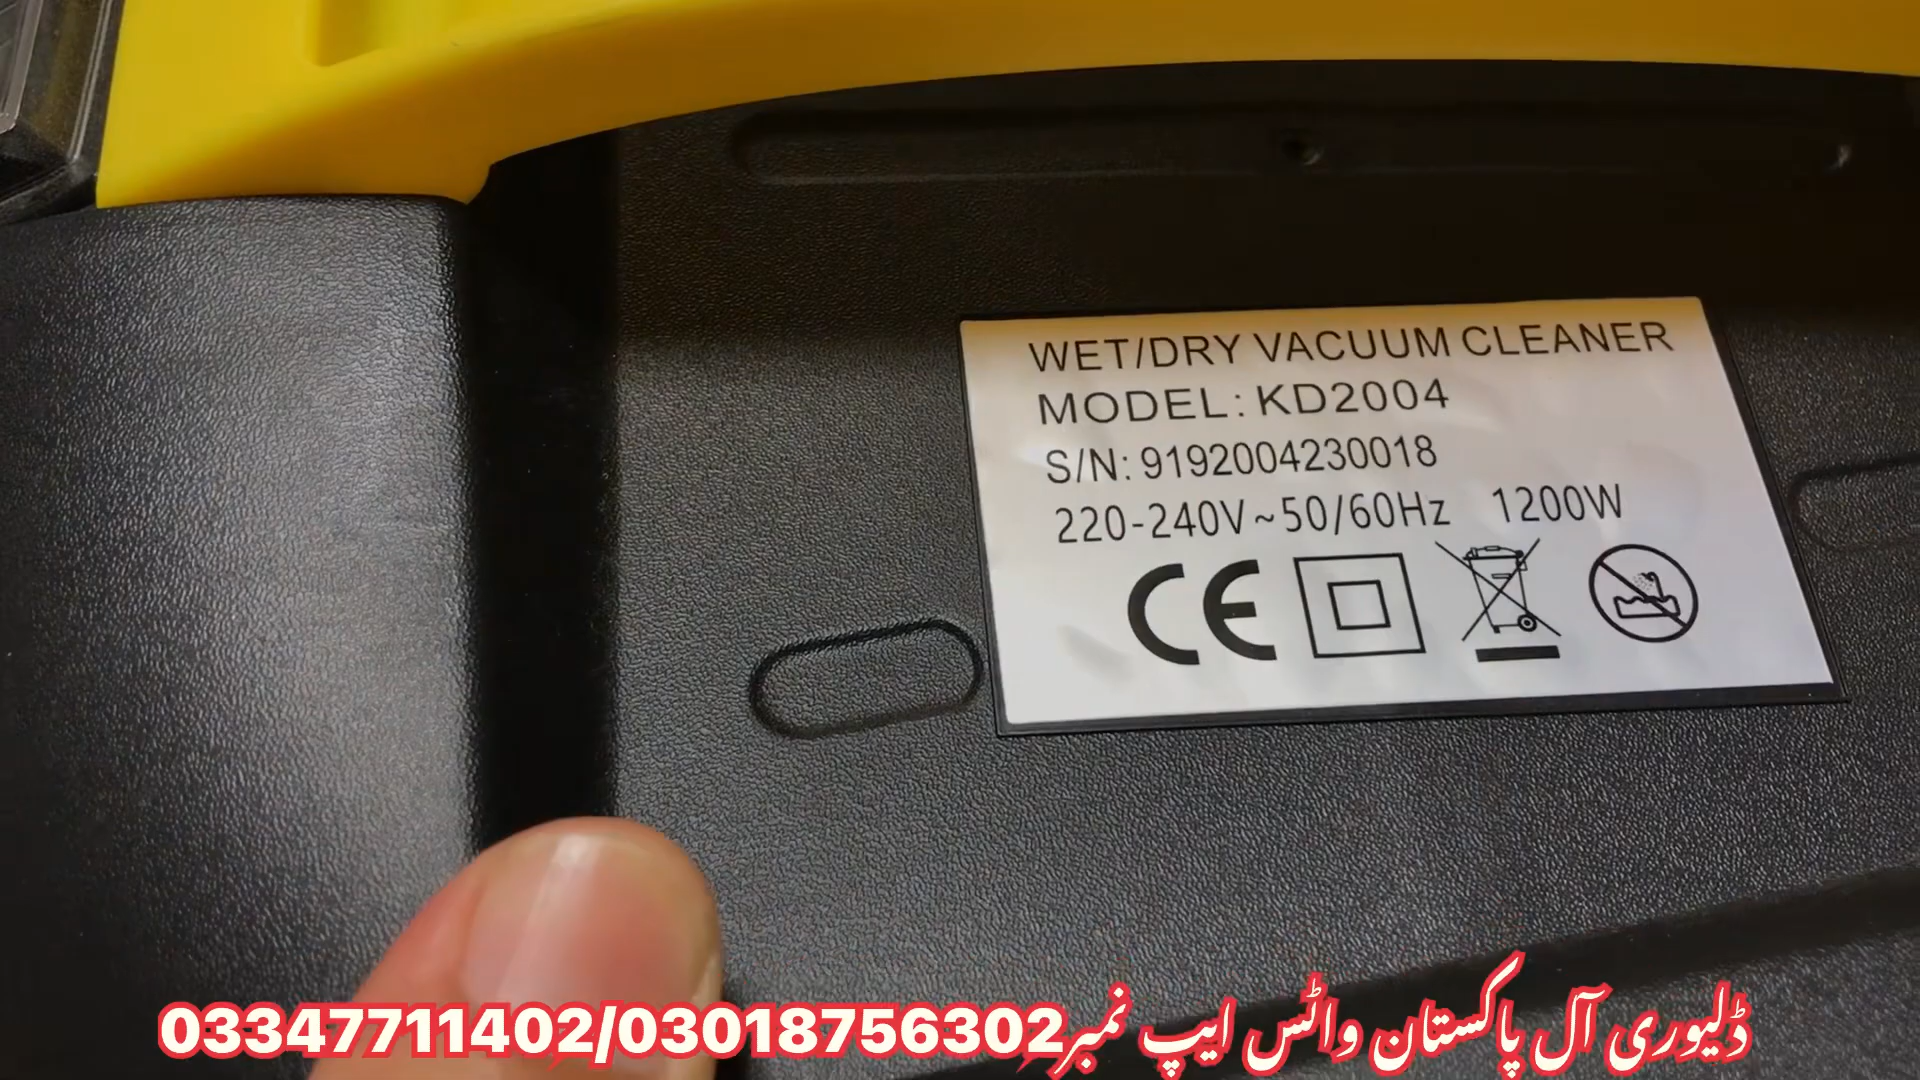 WET/DRY VACUUM CLEANER
MODEL: KD2004
S/N: 9192004230018
220-240V~50/60Hz 1200W
CE
ڈلیوری آل پاکستان واٹس ایپ نمبر03347711402/03018756302